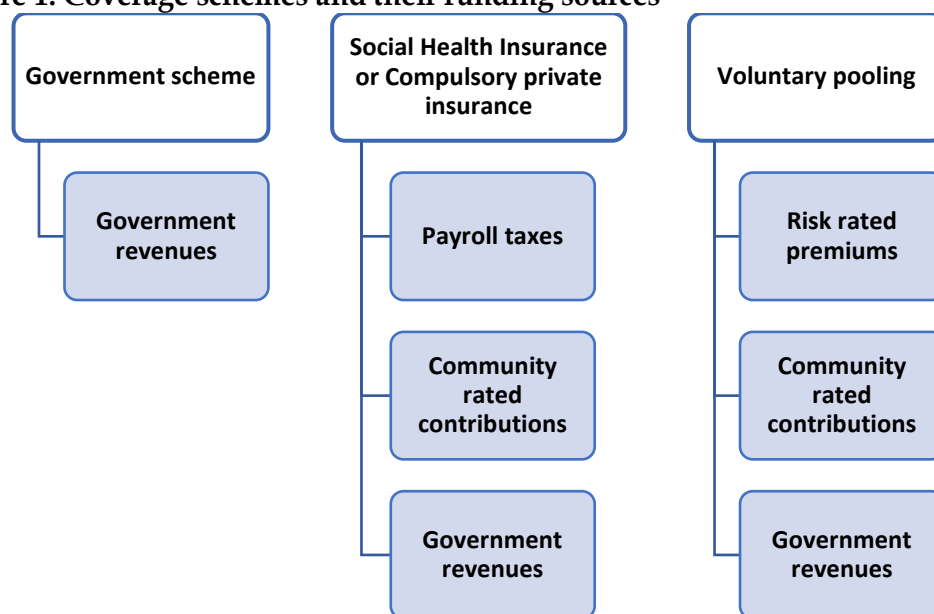 re 1. Coverage schemes and their funding sources
Government scheme
Government
revenues
Social Health Insurance
or Compulsory private
insurance
Payroll taxes
Community
rated
contributions
Government
revenues
Voluntary pooling
Risk rated
premiums
Community
rated
contributions
Government
revenues